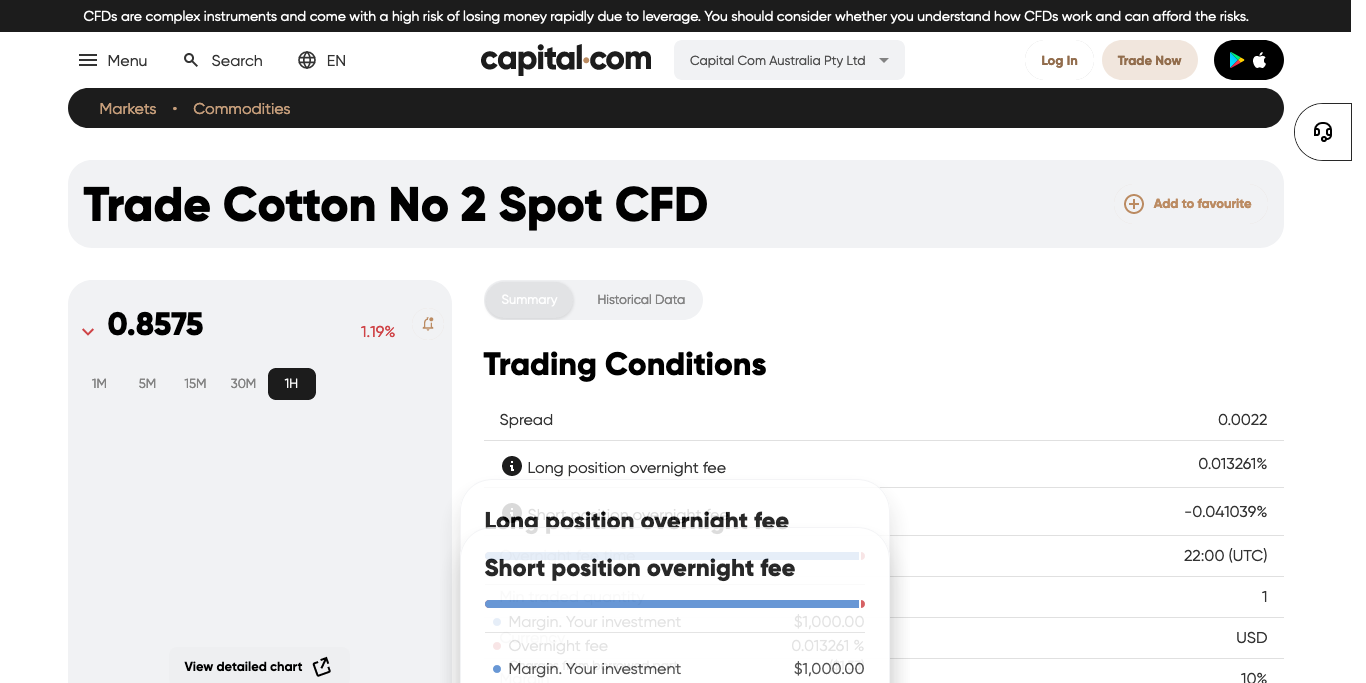 CFDs are complex instruments and come with a high risk of losing money rapidly due to leverage. You should consider whether you understand how CFDs work and can afford the risks.
Menu Search EN capital.com Capital Com Australia Pty Ltd Log In Trade Now
Markets • Commodities
Trade Cotton No 2 Spot CFD Add to favourite
0.8575 1.19%
1M 5M 15M 30M 1H
View detailed chart
Summary Historical Data
Trading Conditions
Spread 0.0022
Long position overnight fee 0.013261%
Short position overnight fee -0.041039%
22:00 (UTC)
1
USD
10%
Long position overnight fee
Short position overnight fee
Margin. Your investment $1,000.00
Overnight fee 0.013261 %
Margin. Your investment $1,000.00